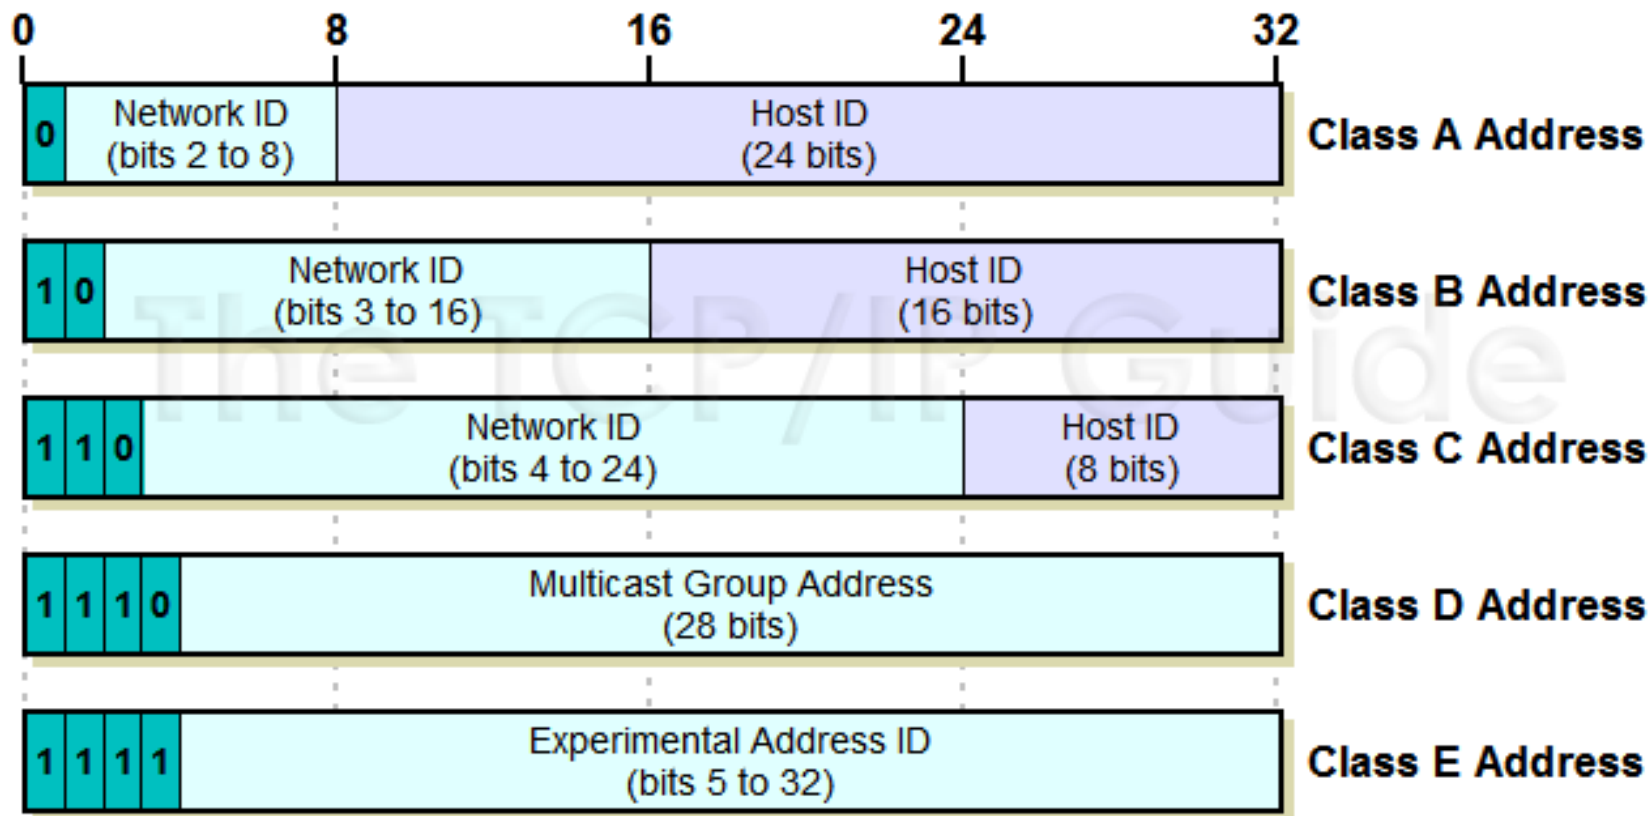 0 8 16 24 32
0 Network ID Host ID
(bits 2 to 8) (24 bits)
Class A Address
1 0 Network ID Host ID
(bits 3 to 16) (16 bits)
Class B Address
The TCP/IP Guide
1 1 0 Network ID Host ID
(bits 4 to 24) (8 bits)
Class C Address
1 1 1 0 Multicast Group Address
(28 bits)
Class D Address
1 1 1 1 Experimental Address ID
(bits 5 to 32)
Class E Address